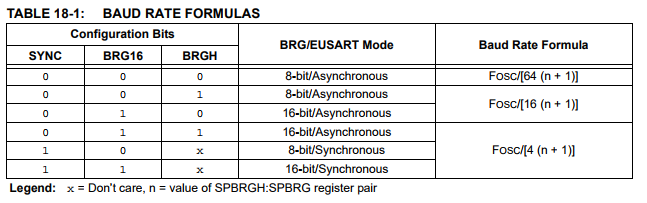 TABLE 18-1: BAUD RATE FORMULAS
Configuration Bits
BRG/EUSART Mode
Baud Rate Formula
SYNC BRG16 BRGH
0 0 0 8-bit/Asynchronous FOSC/[64 (n + 1)]
0 0 1 8-bit/Asynchronous
FOSC/[16 (n + 1)]
0 1 0 16-bit/Asynchronous
0 1 1 16-bit/Asynchronous
1 0 x 8-bit/Synchronous FOSC/[4 (n + 1)]
1 1 x 16-bit/Synchronous
Legend: x = Don't care, n = value of SPBRGH:SPBRG register pair